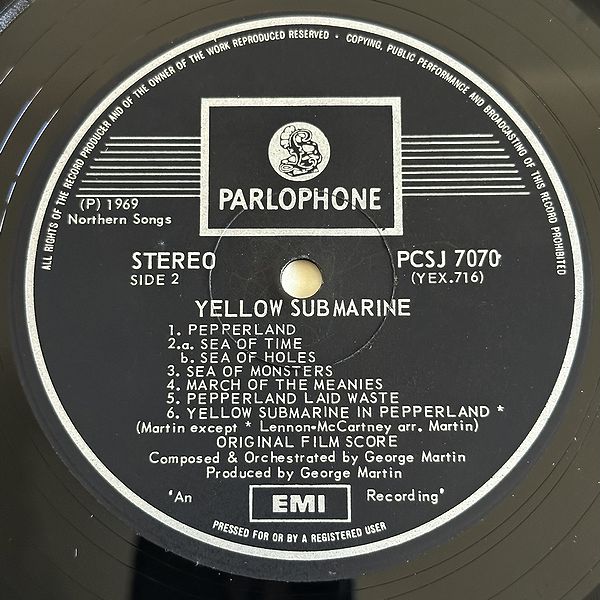 ALL RIGHTS OF THE RECORD PRODUCER AND OF THE OWNER OF THE WORK REPRODUCED RESERVED · COPYING, PUBLIC PERFORMANCE AND BROADCASTING OF THIS RECORD PROHIBITED
PARLOPHONE
(P) 1969
Northern Songs
STEREO
SIDE 2
PCSJ 7070
(YEX.716)
YELLOW SUBMARINE
1. PEPPERLAND
2.a. SEA OF TIME
b. SEA OF HOLES
3. SEA OF MONSTERS
4. MARCH OF THE MEANIES
5. PEPPERLAND LAID WASTE
6. YELLOW SUBMARINE IN PEPPERLAND *
(Martin except * Lennon-McCartney arr. Martin)
ORIGINAL FILM SCORE
Composed & Orchestrated by George Martin
Produced by George Martin
"An EMI Recording"
PRESSED FOR OR BY A REGISTERED USER